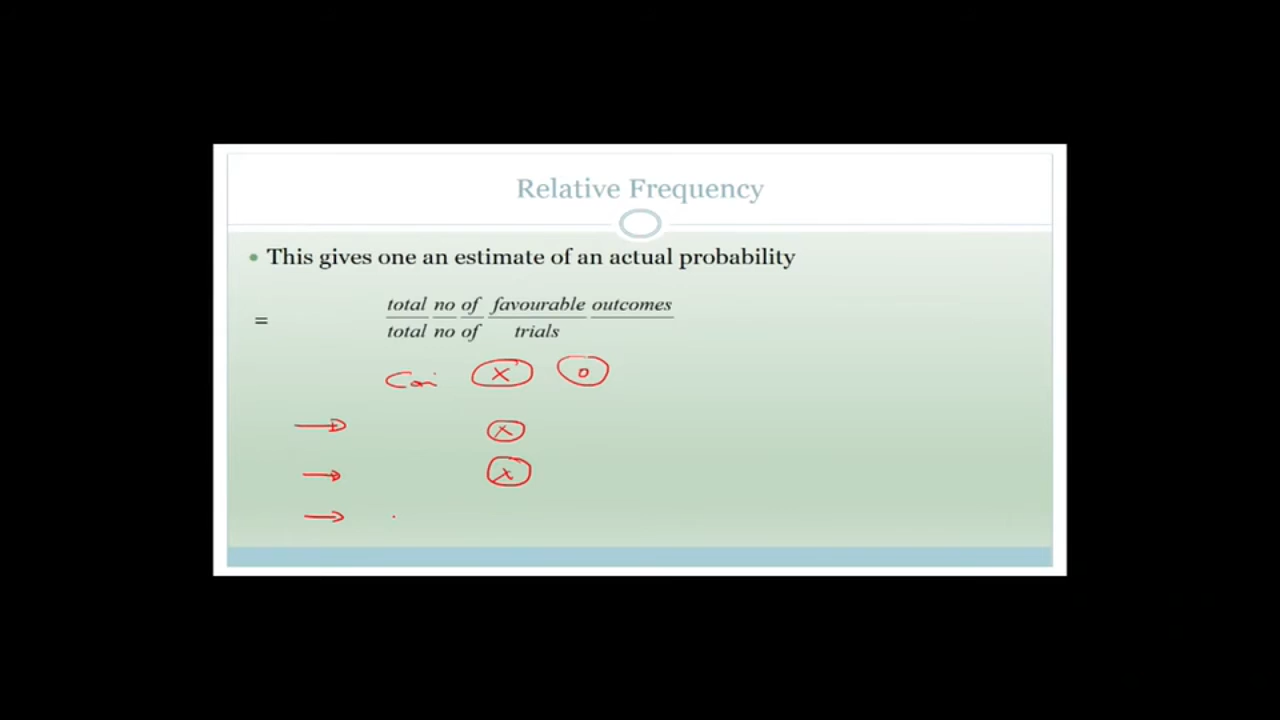 Relative Frequency
• This gives one an estimate of an actual probability
= total no of favourable outcomes
total no of trials
X O
X
X